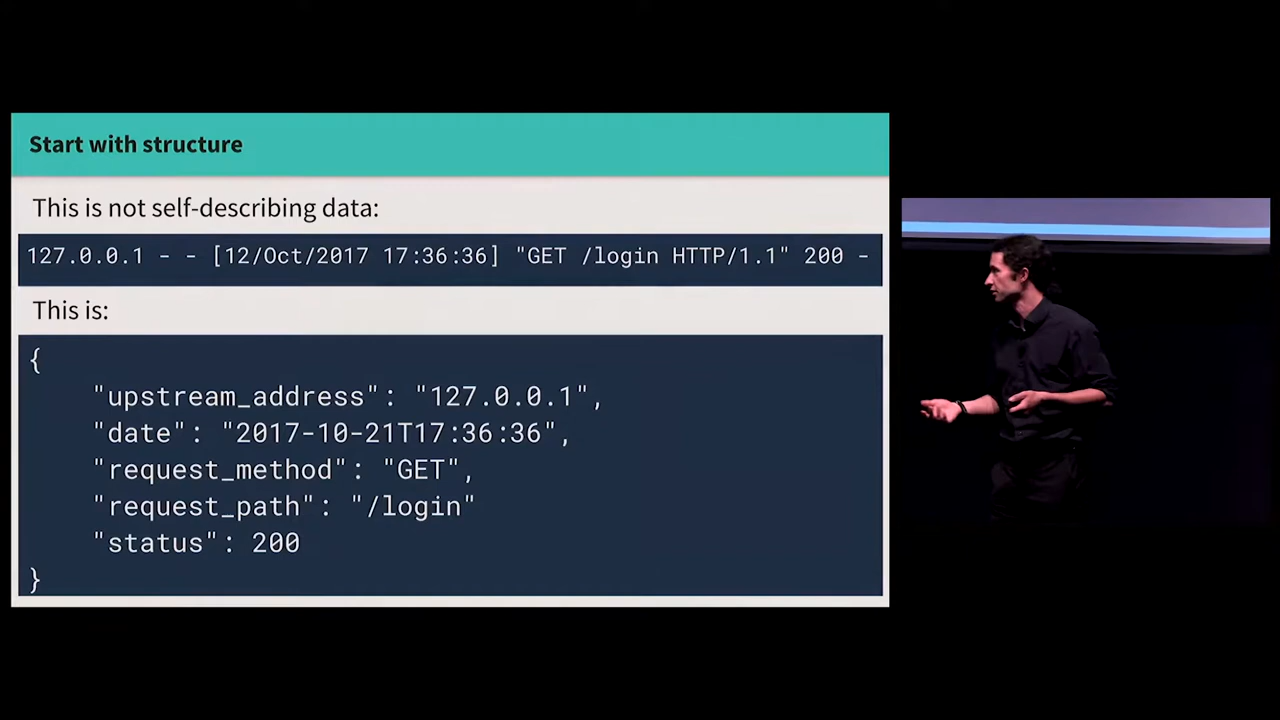 Start with structure
This is not self-describing data:
127.0.0.1 - - [12/Oct/2017 17:36:36] "GET /login HTTP/1.1" 200 -
This is:
{
"upstream_address": "127.0.0.1",
"date": "2017-10-21T17:36:36",
"request_method": "GET",
"request_path": "/login"
"status": 200
}